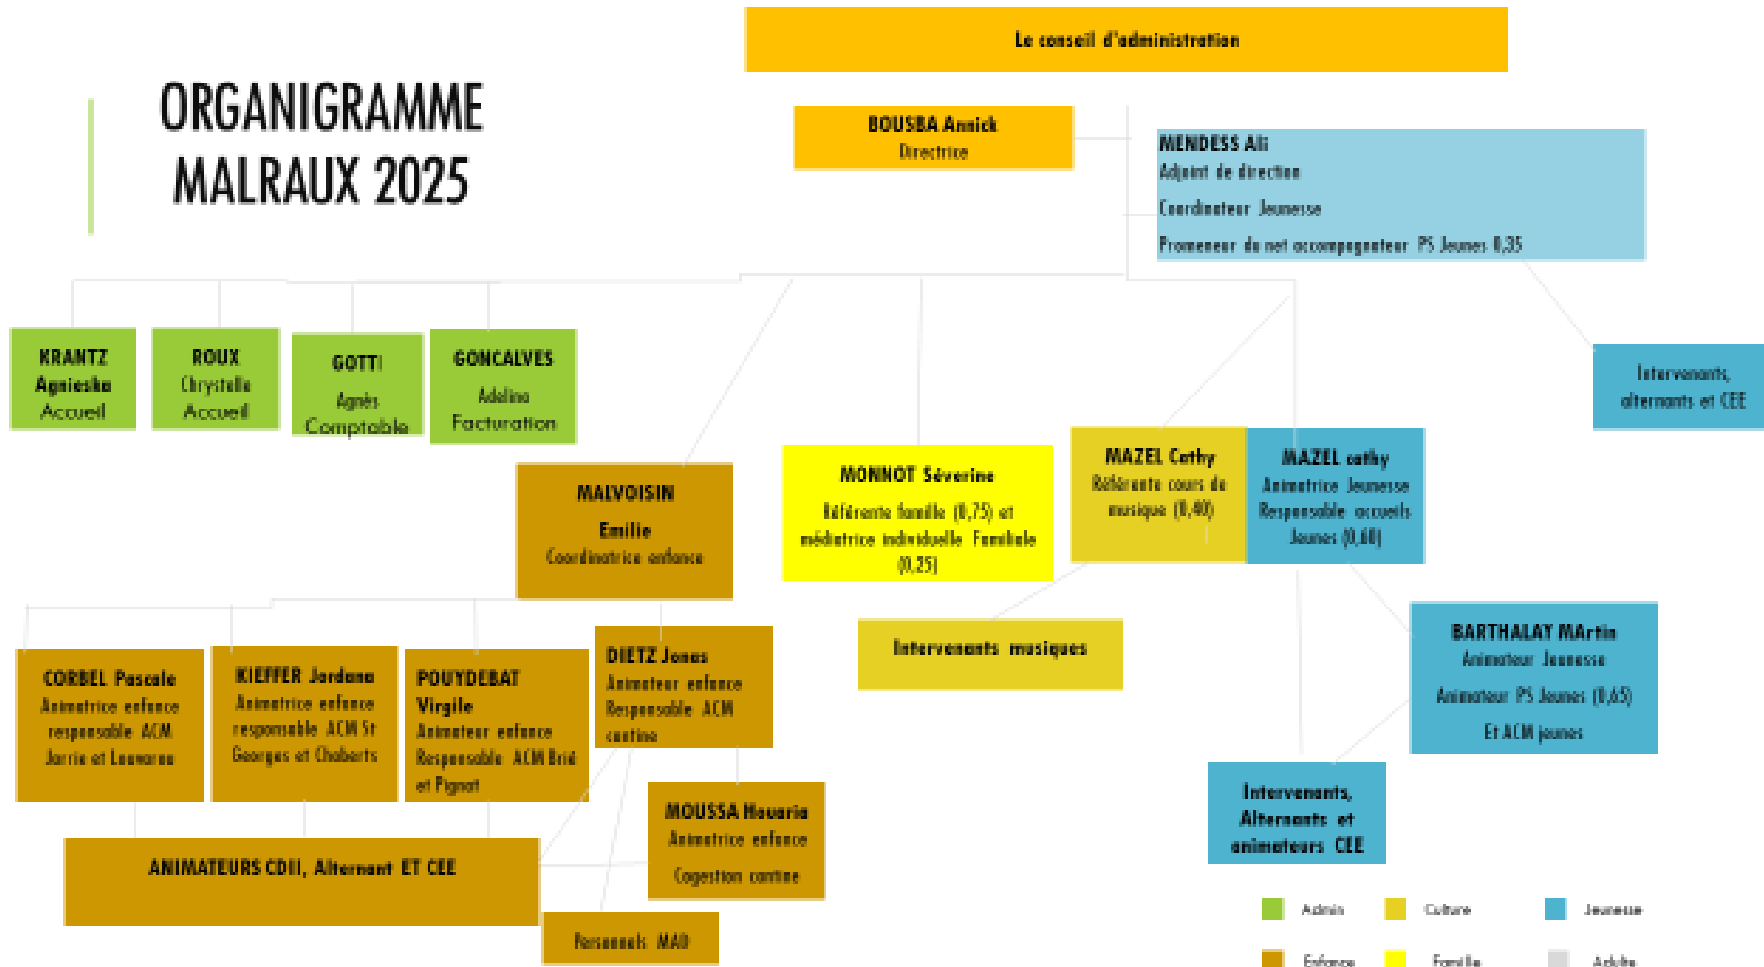 Le conseil d'administration
ORGANIGRAMME
MALRAUX 2025
BOUSBA Annick
Directrice
MENDESS Ali
Adjoint de direction
Coordinateur Jeunesse
Promeneur du net accompagnateur PS Jeunes 0,35
KRANTZ
Agnieska
Accueil
ROUX
Chrystelle
Accueil
GOTTI
Agnès
Comptable
GONCALVES
Adelina
Facturation
Intervenants,
alternants et CEE
MALVOISIN
Emilie
Coordinatrice enfance
MONNOT Séverine
Référente famille (0,75) et
médiatrice individuelle Familiale
(0,25)
MAZEL Cathy
Référente cours de
musique (0,40)
MAZEL cathy
Animatrice Jeunesse
Responsable accueils
Jeunes (0,60)
Intervenants musiques
BARTHALAY MArtin
Animateur Jeunesse
Animateur PS Jeunes (0,65)
Et ACM jeunes
CORBEL Pascale
Animatrice enfance
responsable ACM
Jarrie et Louvarou
KIEFFER Jordana
Animatrice enfance
responsable ACM St
Georges et Chaberts
POUYDEBAT
Virgile
Animateur enfance
Responsable ACM Brié
et Pignat
DIETZ Jonas
Animateur enfance
Responsable ACM
cantine
MOUSSA Houaria
Animatrice enfance
Cogestion cantine
Intervenants,
Alternants et
animateurs CEE
ANIMATEURS CDII, Alternant ET CEE
Personnels MAD
Admin
Culture
Jeunesse
Enfance
Famille
Adulte